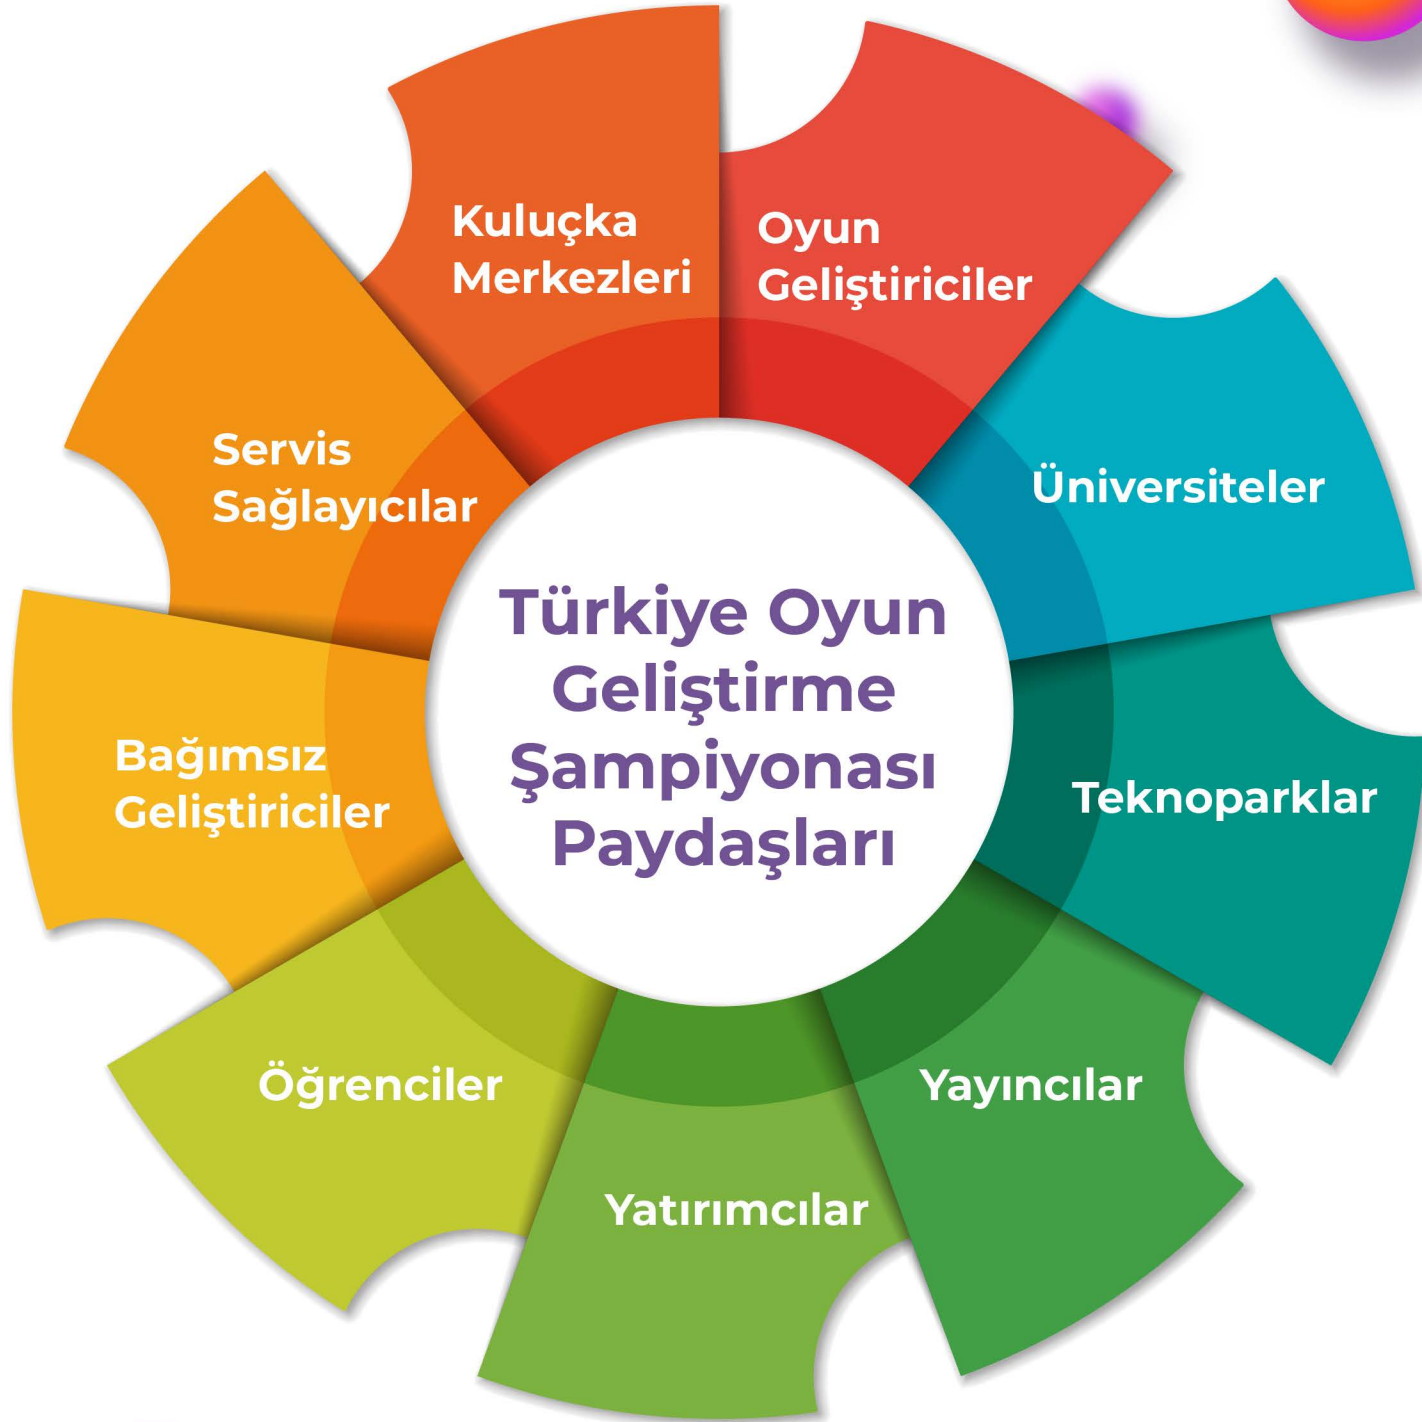 Kuluçka
Merkezleri
Oyun
Geliştiriciler
Üniversiteler
Teknoparklar
Yayıncılar
Yatırımcılar
Öğrenciler
Bağımsız
Geliştiriciler
Servis
Sağlayıcılar
Türkiye Oyun
Geliştirme
Şampiyonası
Paydaşları